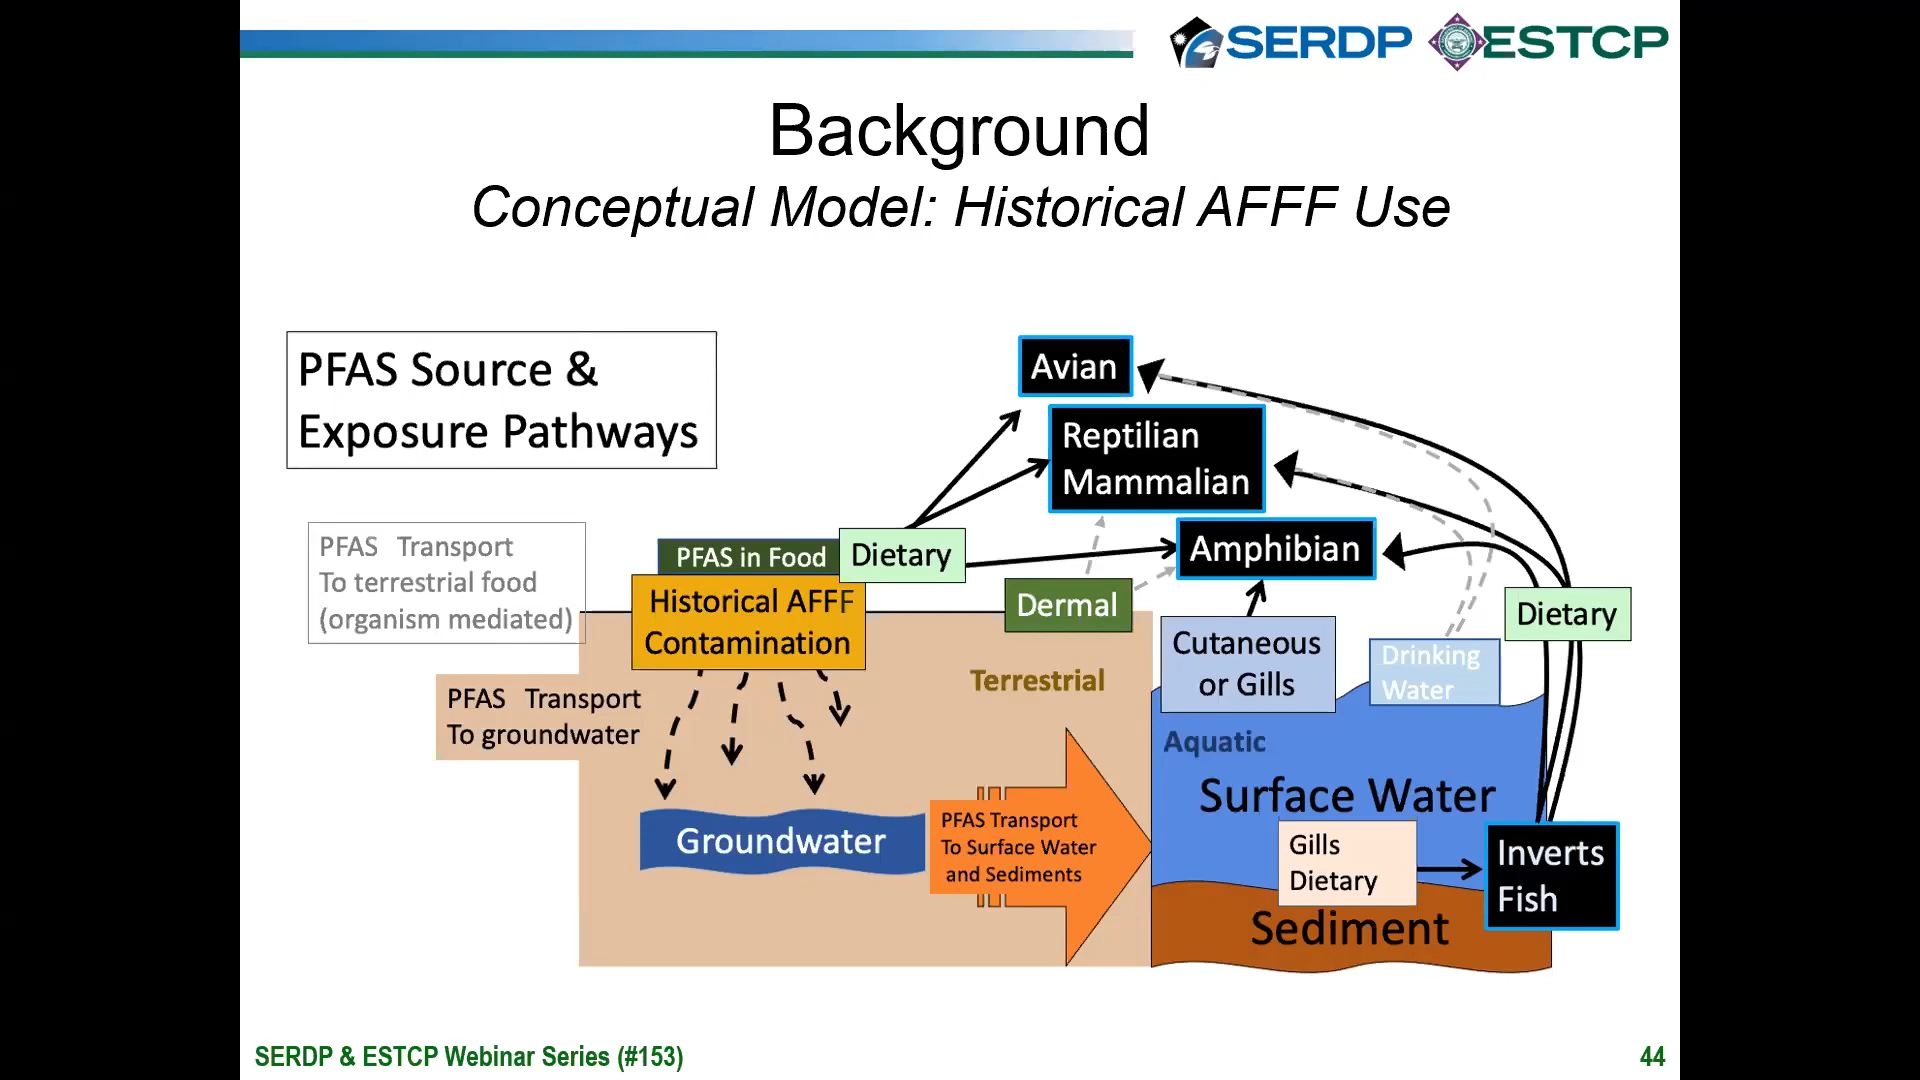 SERDP ESTCP
Background
Conceptual Model: Historical AFFF Use
PFAS Source &
Exposure Pathways
Avian
Reptilian
Mammalian
Amphibian
PFAS Transport
To terrestrial food
(organism mediated)
PFAS in Food
Dietary
Historical AFFF
Contamination
Dermal
Cutaneous
or Gills
Drinking
Water
Dietary
PFAS Transport
To groundwater
Terrestrial
Aquatic
Surface Water
Groundwater
PFAS Transport
To Surface Water
and Sediments
Gills
Dietary
Inverts
Fish
Sediment
SERDP & ESTCP Webinar Series (#153)
44